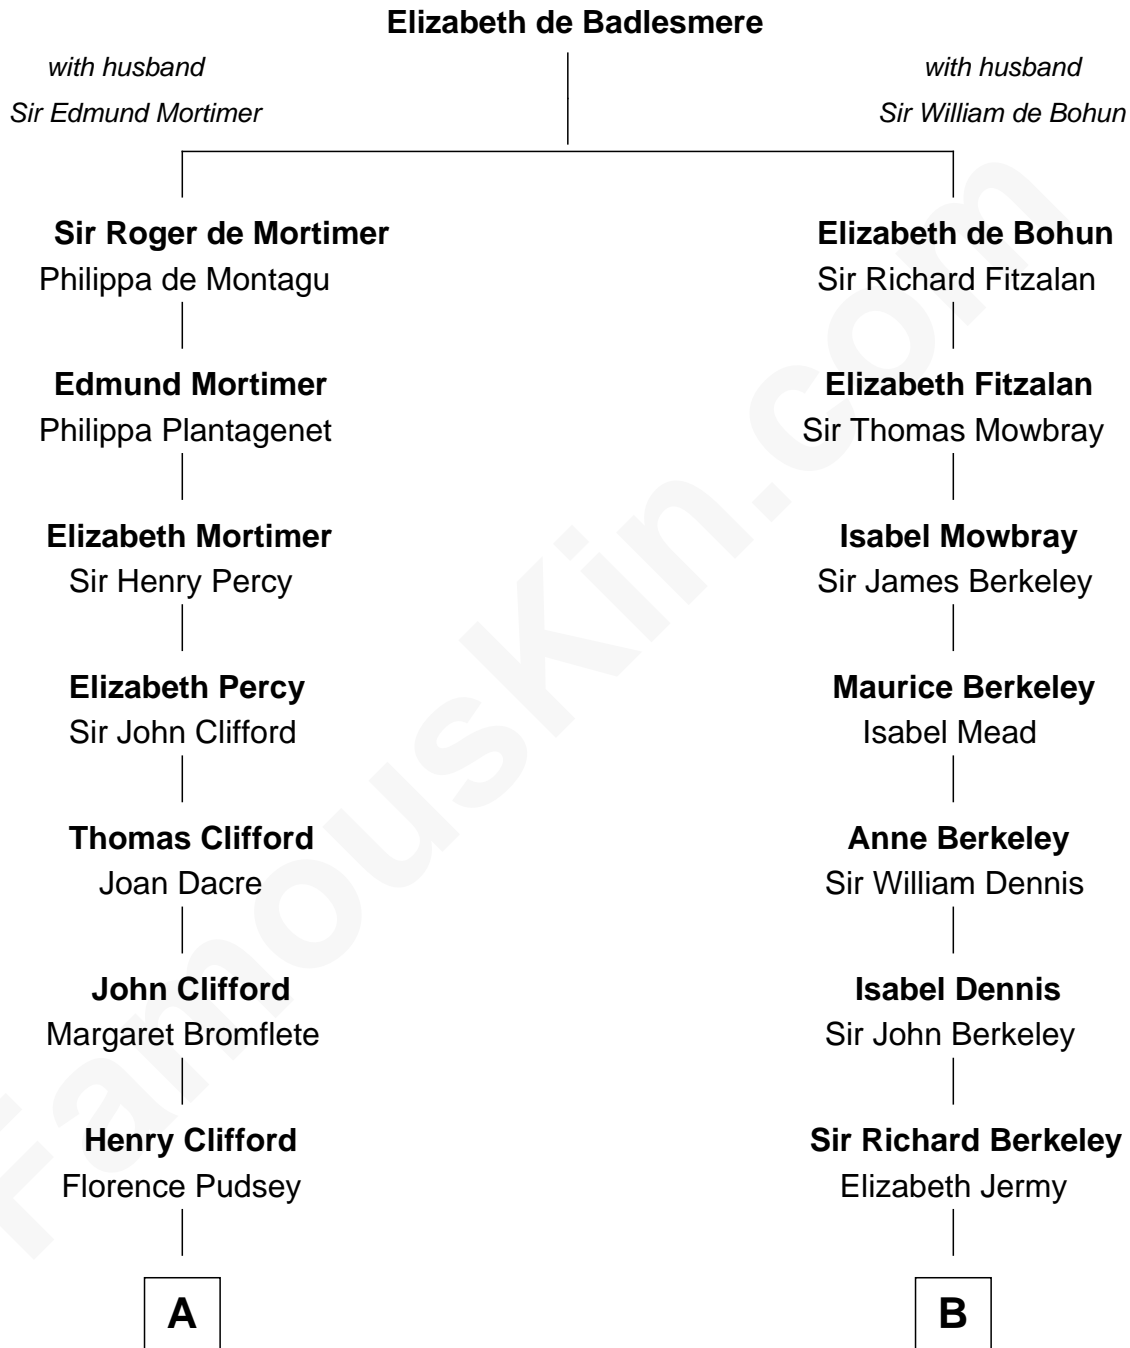 Elizabeth de Badlesmere
with husband
Sir Edmund Mortimer
with husband
Sir William de Bohun
Sir Roger de Mortimer
Philippa de Montagu
Elizabeth de Bohun
Sir Richard Fitzalan
Edmund Mortimer
Philippa Plantagenet
Elizabeth Fitzalan
Sir Thomas Mowbray
Elizabeth Mortimer
Sir Henry Percy
Isabel Mowbray
Sir James Berkeley
Elizabeth Percy
Sir John Clifford
Maurice Berkeley
Isabel Mead
Thomas Clifford
Joan Dacre
Anne Berkeley
Sir William Dennis
John Clifford
Margaret Bromflete
Isabel Dennis
Sir John Berkeley
Henry Clifford
Florence Pudsey
Sir Richard Berkeley
Elizabeth Jermy
A
B
FamousKin.com